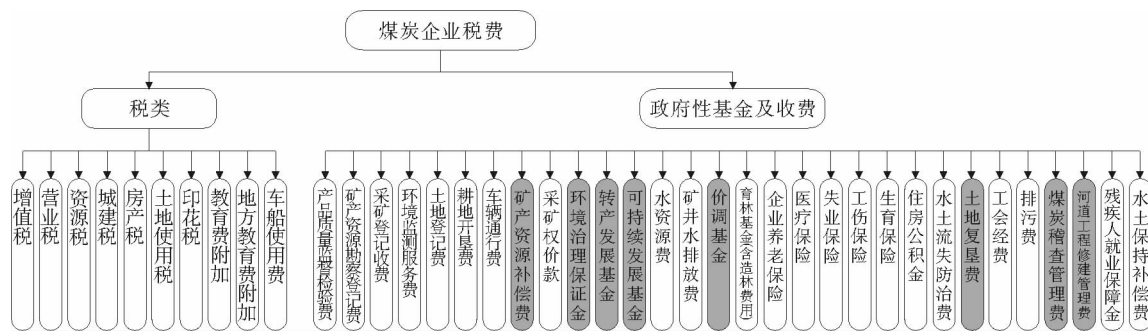 煤炭企业税费
税类
政府性基金及收费
增值税
营业税
资源税
城建税
房产税
土地使用税
印花税
教育费附加
地方教育费附加
车船使用费
产品质量监督检验费
矿产资源勘察登记费
采矿登记收费
环境监测服务费
土地登记费
耕地开垦费
车辆通行费
矿产资源补偿费
采矿权价款
环境治理保证金
转产发展基金
可持续发展基金
水资源费
矿井水排放费
价调基金
育林基金(含造林费用)
企业养老保险
医疗保险
失业保险
工伤保险
生育保险
住房公积金
水土流失防治费
土地复垦费
工会经费
排污费
煤炭稽查管理费
河道工程修建管理费
残疾人就业保障金
水土保持补偿费